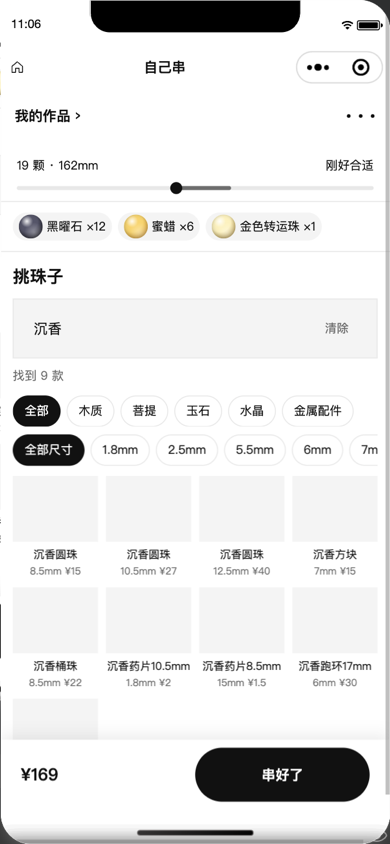 11:06
自己串
我的作品 >
19 颗 · 162mm 刚好合适
黑曜石 ×12 蜜蜡 ×6 金色转运珠 ×1
挑珠子
沉香 清除
找到 9 款
全部 木质 菩提 玉石 水晶 金属配件
全部尺寸 1.8mm 2.5mm 5.5mm 6mm 7m
沉香圆珠 沉香圆珠 沉香圆珠 沉香方块
8.5mm ¥15 10.5mm ¥27 12.5mm ¥40 7mm ¥15
沉香桶珠 沉香药片10.5mm 沉香药片8.5mm 沉香跑环17mm
8.5mm ¥22 1.8mm ¥2 15mm ¥1.5 6mm ¥30
¥169 串好了